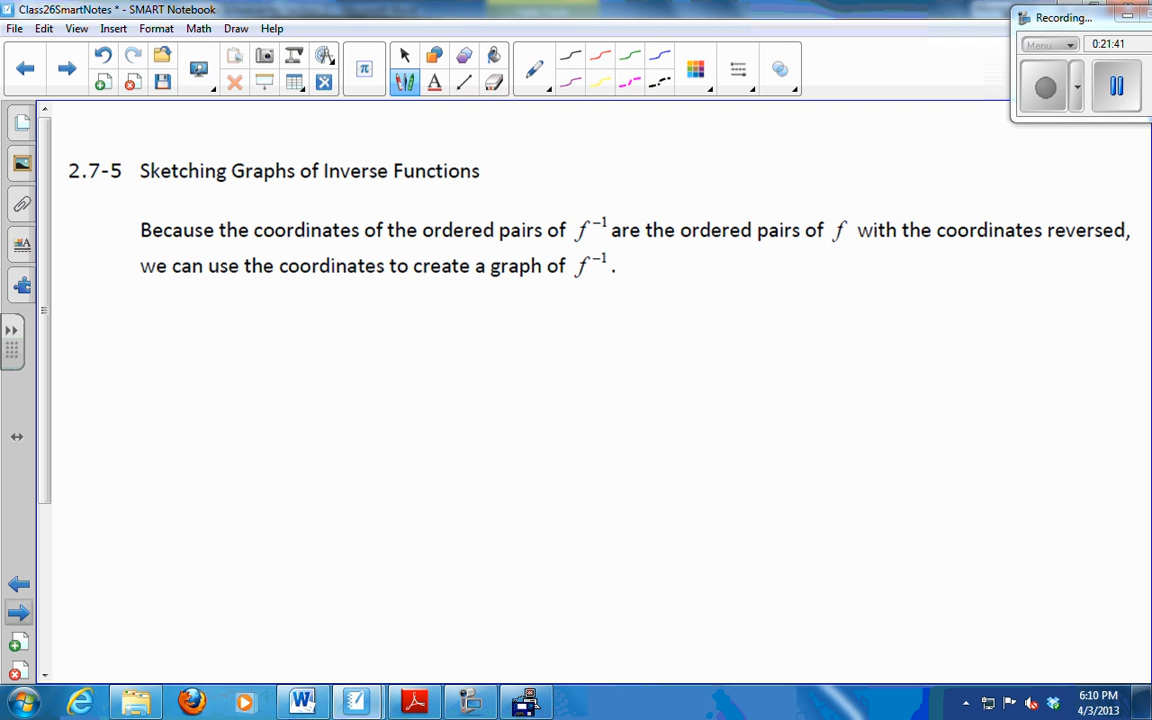 Class26SmartNotes * - SMART Notebook
Recording...
File Edit View Insert Format Math Draw Help
Menu
0:21:41
π
A
2.7-5 Sketching Graphs of Inverse Functions
Because the coordinates of the ordered pairs of f⁻¹ are the ordered pairs of f with the coordinates reversed,
we can use the coordinates to create a graph of f⁻¹.
6:10 PM
4/3/2013